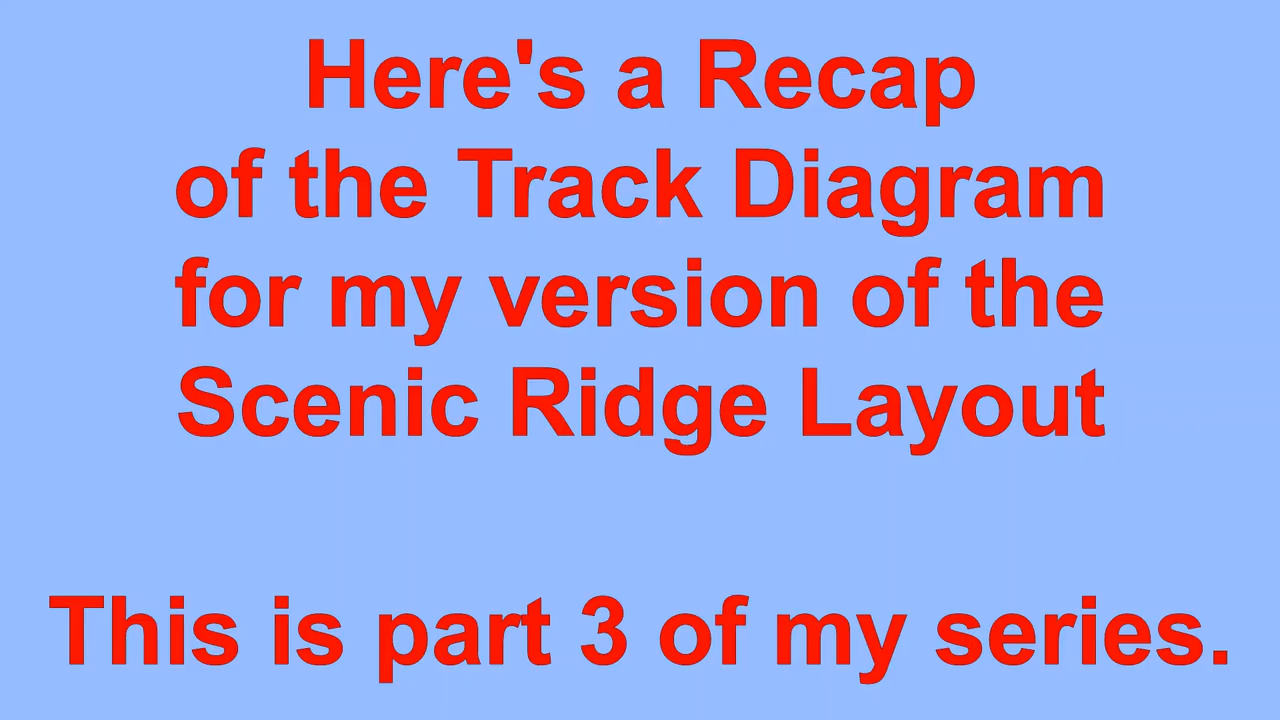 Here's a Recap
of the Track Diagram
for my version of the
Scenic Ridge Layout
This is part 3 of my series.